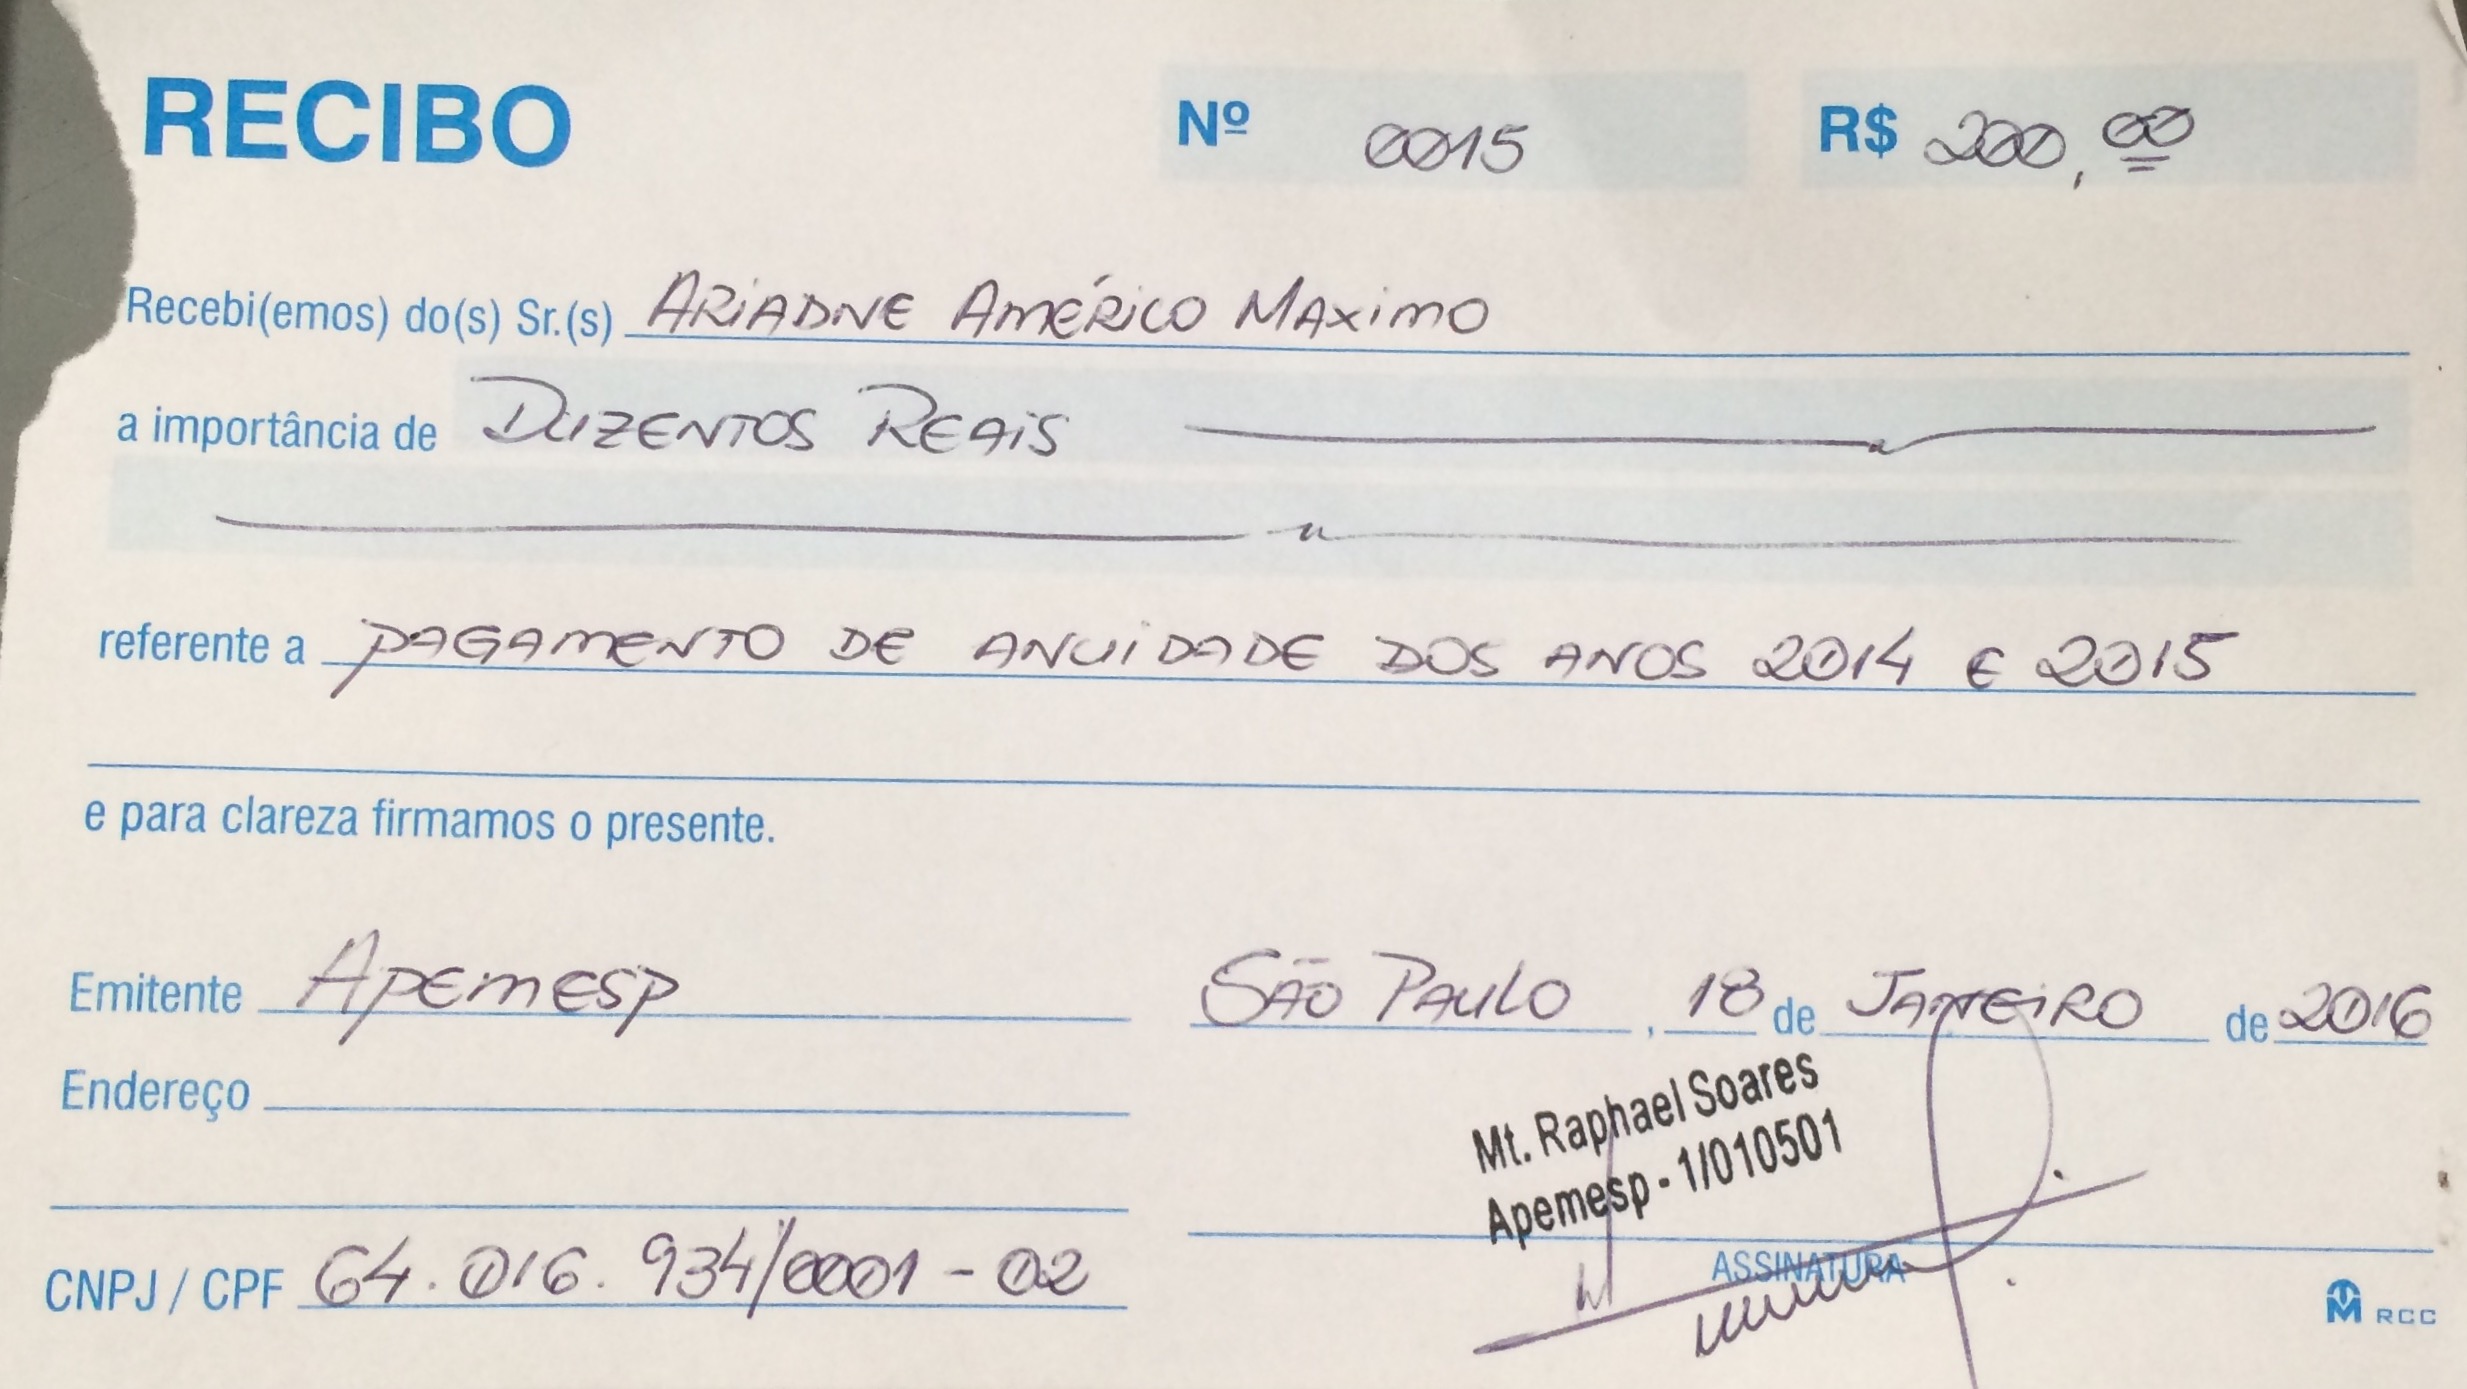 RECIBO Nº 0015 R$ 200,00
Recebi(emos) do(s) Sr.(s) ARIADNE AMÉRICO MAXIMO
a importância de DUZENTOS REAIS
referente a PAGAMENTO DE ANUIDADE DOS ANOS 2014 E 2015
e para clareza firmamos o presente.
Emitente APEMESP SÃO PAULO, 18 de JANEIRO de 2016
Endereço
Mt. Raphael Soares
Apemesp - 1/010501
CNPJ / CPF 64.016.934/0001-02
ASSINATURA
RCC